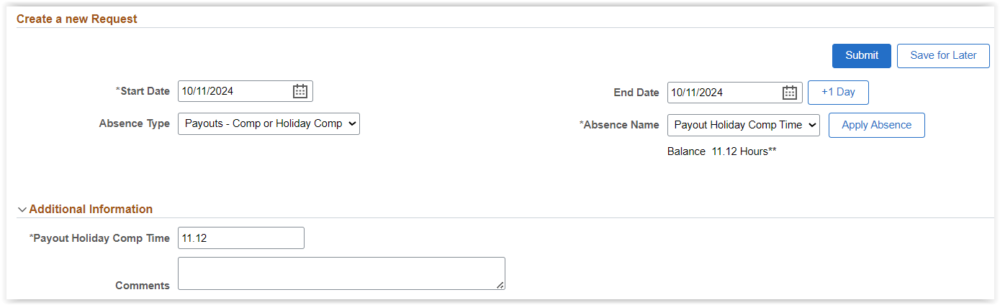 Create a new Request
Submit Save for Later
*Start Date 10/11/2024 End Date 10/11/2024 +1 Day
Absence Type Payouts - Comp or Holiday Comp *Absence Name Payout Holiday Comp Time Apply Absence
Balance 11.12 Hours**
Additional Information
*Payout Holiday Comp Time 11.12
Comments